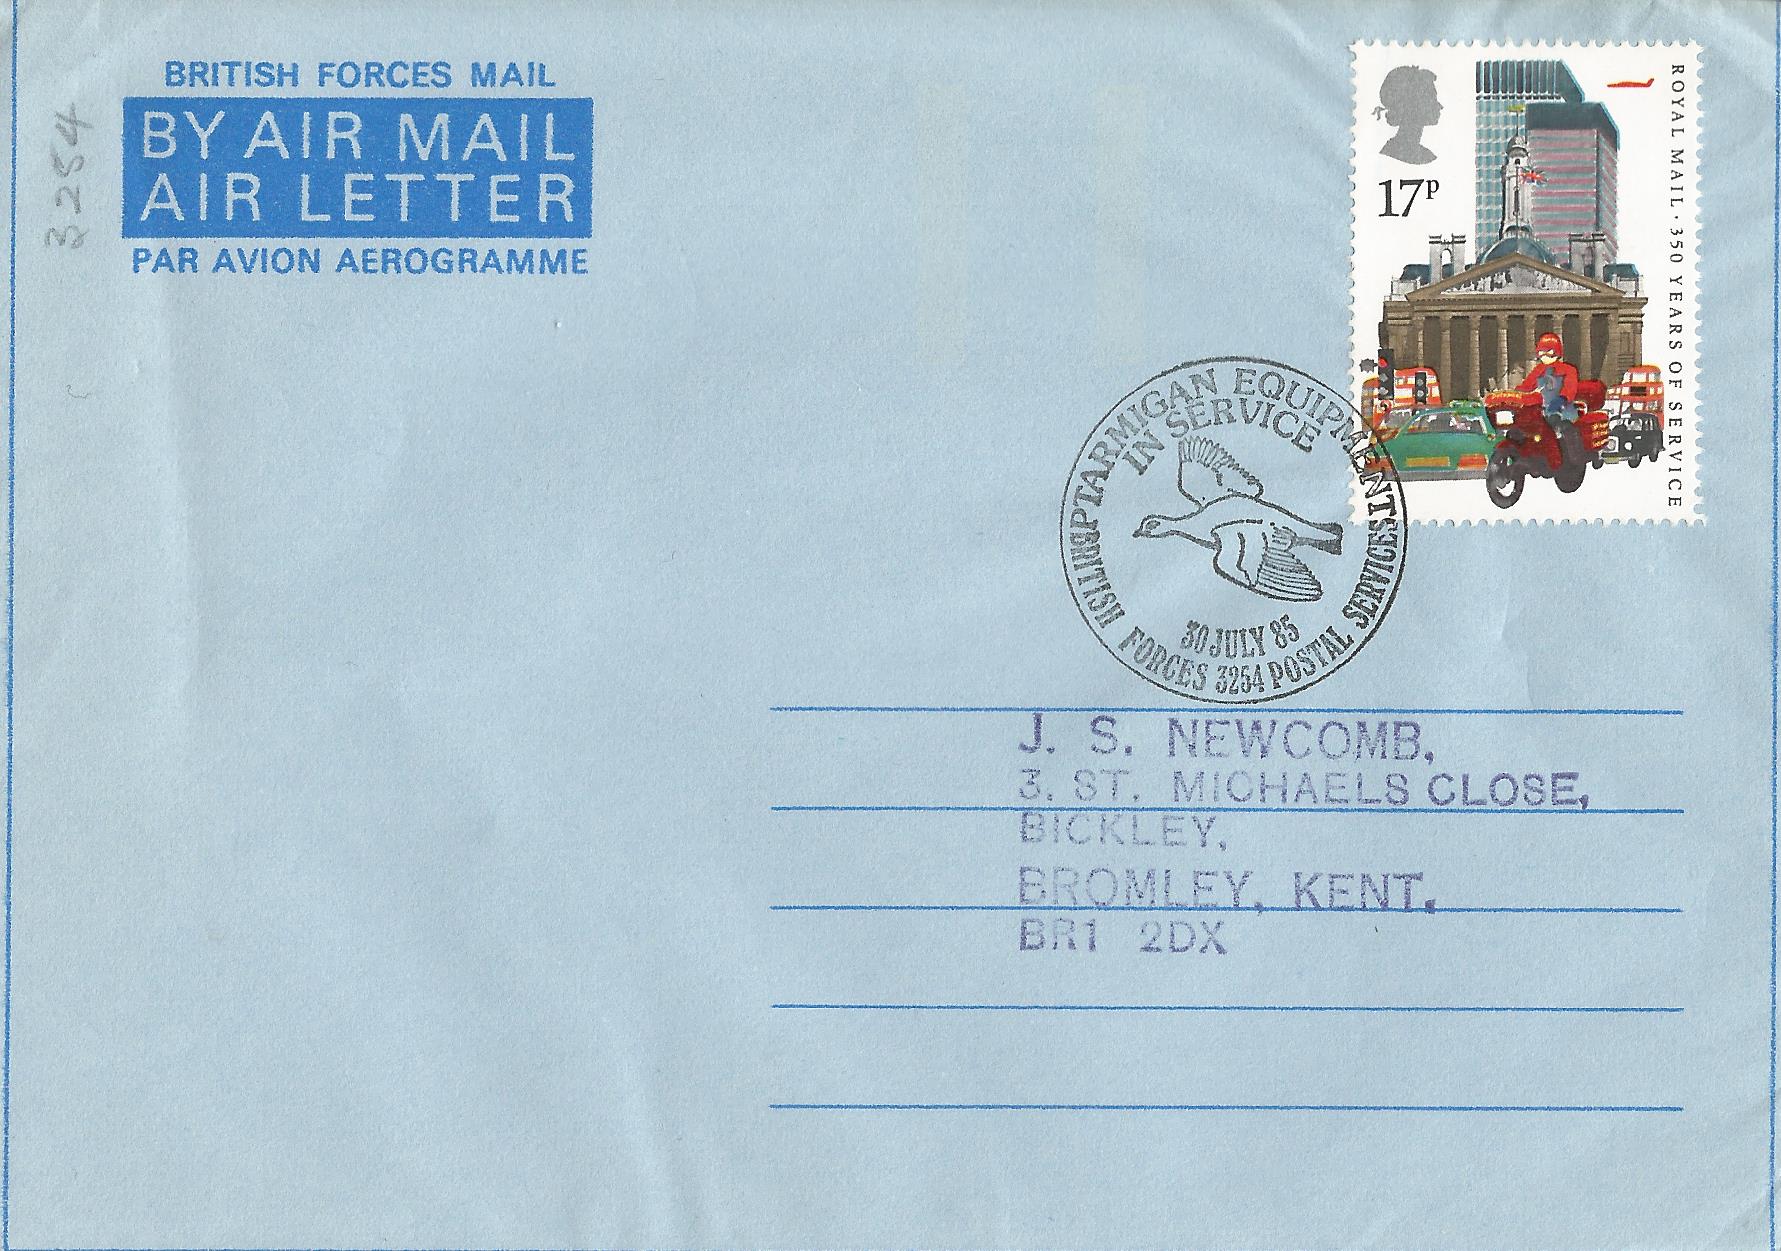 BRITISH FORCES MAIL
BY AIR MAIL
AIR LETTER
PAR AVION AEROGRAMME
3254
17p
ROYAL MAIL · 350 YEARS OF SERVICE
PTARMIGAN EQUIPMENT
IN SERVICE
30 JULY 85
BRITISH FORCES 3254 POSTAL SERVICES
J. S. NEWCOMB,
3. ST. MICHAELS CLOSE,
BICKLEY,
BROMLEY, KENT.
BR1 2DX